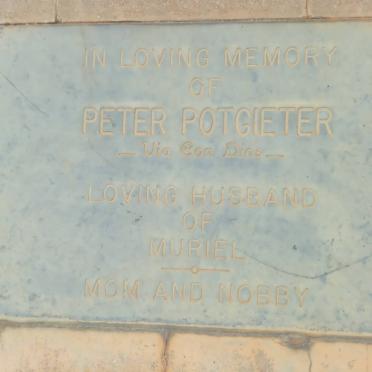 IN LOVING MEMORY
OF
PETER POTGIETER
Via Con Dios
LOVING HUSBAND
OF
MURIEL
MOM AND NOBBY